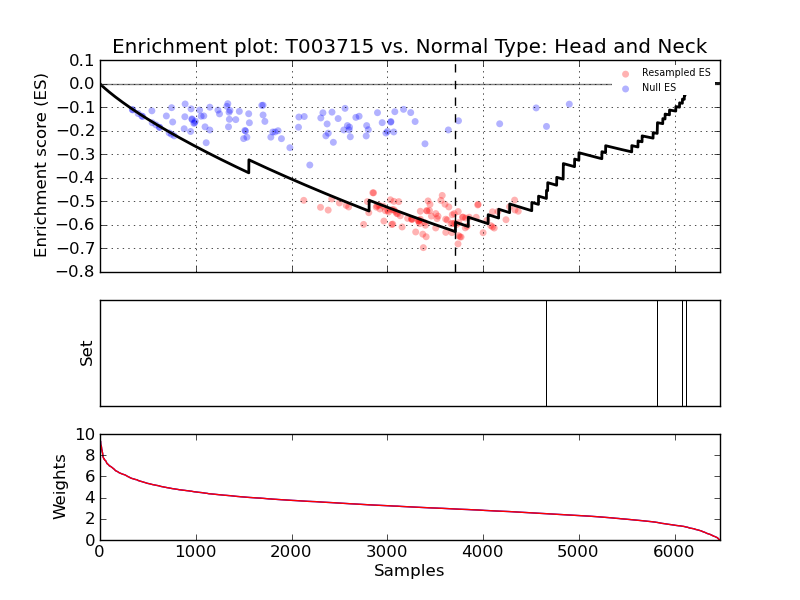 Enrichment plot: T003715 vs. Normal Type: Head and Neck
0.1
0.0
−0.1
−0.2
−0.3
−0.4
−0.5
−0.6
−0.7
−0.8
Enrichment score (ES)
Resampled ES
Null ES
Set
10
8
6
4
2
0
Weights
0 1000 2000 3000 4000 5000 6000
Samples